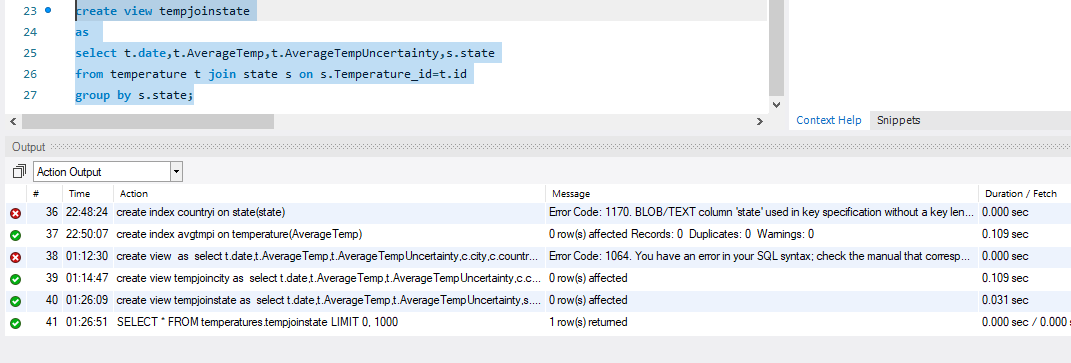 23 create view tempjoinstate
24 as
25 select t.date,t.AverageTemp,t.AverageTempUncertainty,s.state
26 from temperature t join state s on s.Temperature_id=t.id
27 group by s.state;
Context Help Snippets
Output
Action Output
# Time Action Message Duration / Fetch
36 22:48:24 create index countryi on state(state) Error Code: 1170. BLOB/TEXT column 'state' used in key specification without a key len... 0.000 sec
37 22:50:07 create index avgtmpi on temperature(AverageTemp) 0 row(s) affected Records: 0 Duplicates: 0 Warnings: 0 0.109 sec
38 01:12:30 create view as select t.date,t.AverageTemp,t.AverageTempUncertainty,c.city,c.countr... Error Code: 1064. You have an error in your SQL syntax; check the manual that corresp... 0.000 sec
39 01:14:47 create view tempjoincity as select t.date,t.AverageTemp,t.AverageTempUncertainty,c.c... 0 row(s) affected 0.109 sec
40 01:26:09 create view tempjoinstate as select t.date,t.AverageTemp,t.AverageTempUncertainty,s... 0 row(s) affected 0.031 sec
41 01:26:51 SELECT * FROM temperatures.tempjoinstate LIMIT 0, 1000 1 row(s) returned 0.000 sec / 0.000